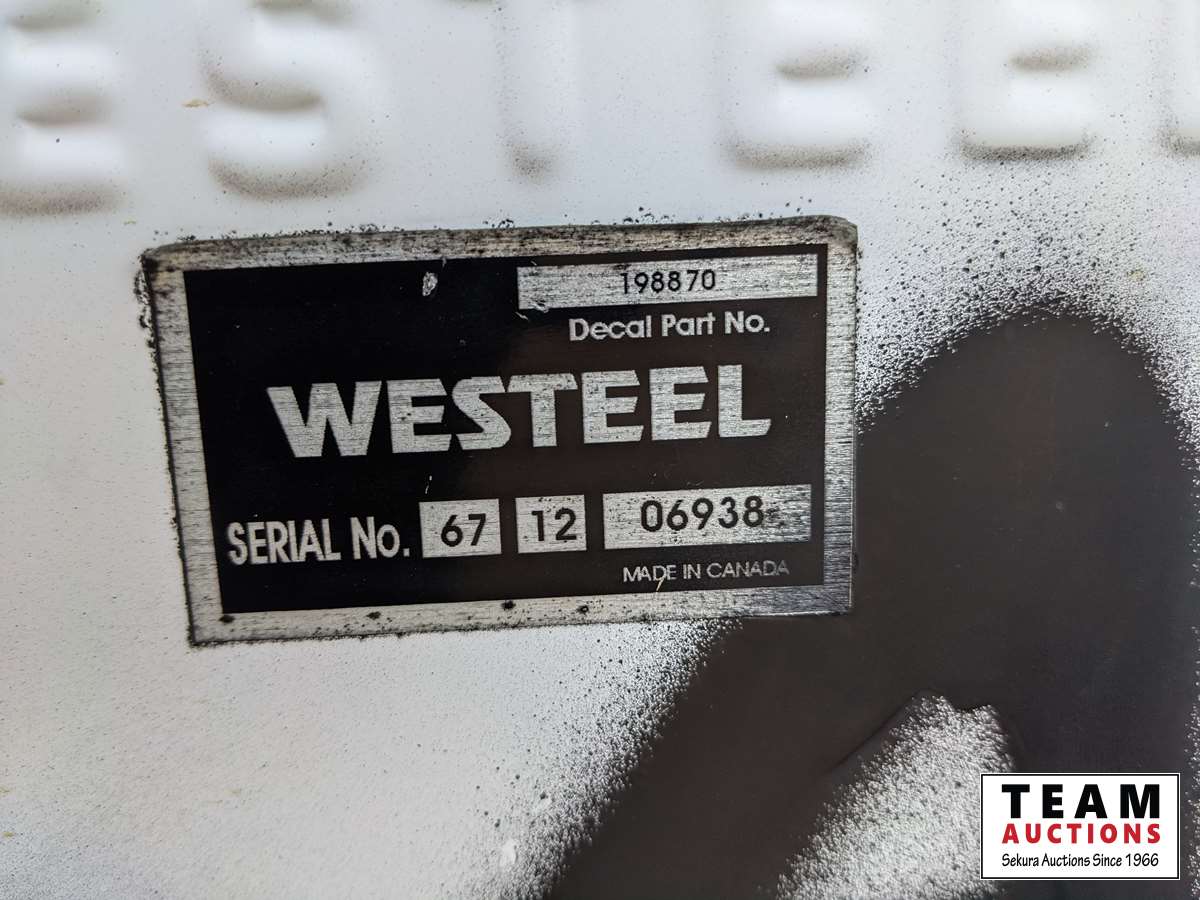 ESTEEL
198870
Decal Part No.
WESTEEL
SERIAL No. 67 12 06938
MADE IN CANADA
TEAM
AUCTIONS
Sekura Auctions Since 1966